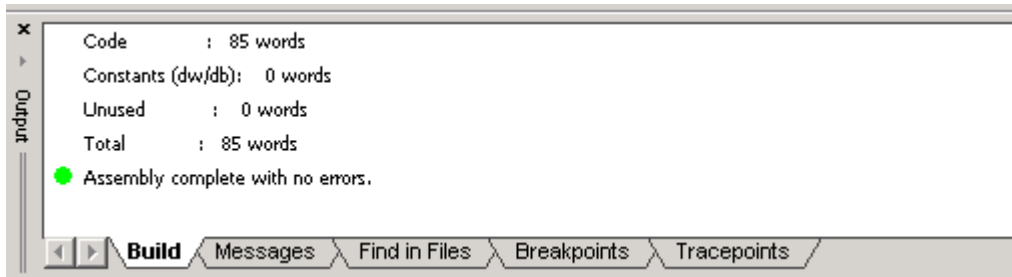 Output
Code : 85 words
Constants (dw/db): 0 words
Unused : 0 words
Total : 85 words
Assembly complete with no errors.
Build Messages Find in Files Breakpoints Tracepoints